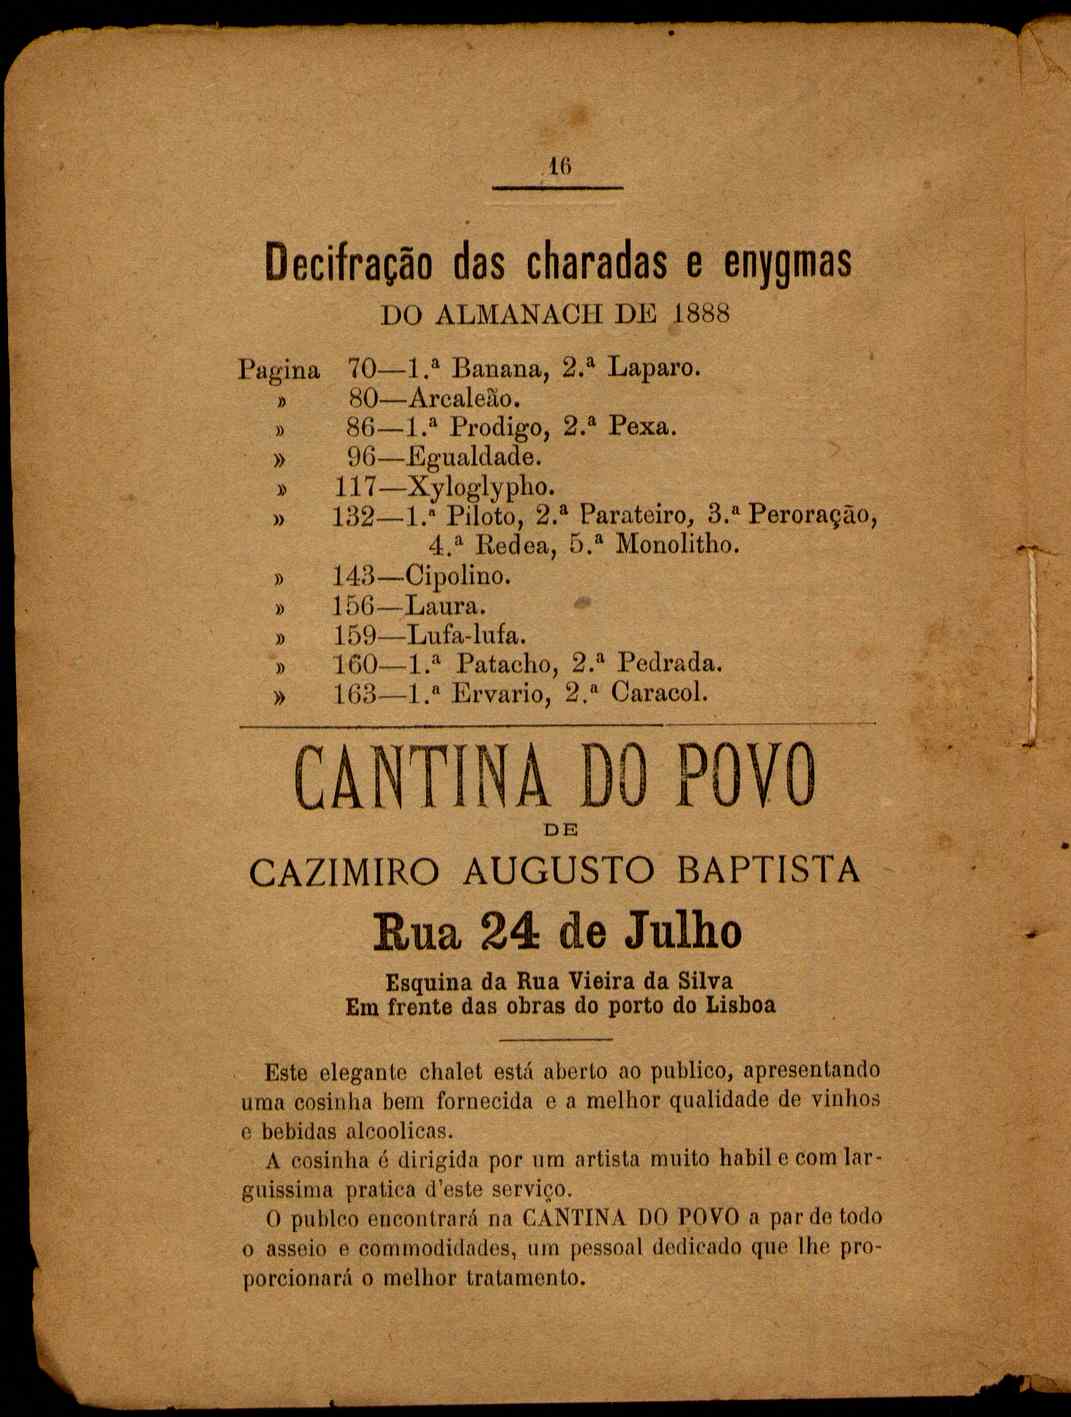 16
Decifração das charadas e enygmas
DO ALMANACH DE 1888
Pagina 70—1.ª Banana, 2.ª Laparo.
» 80—Arcaleão.
» 86—1.ª Prodigo, 2.ª Pexa.
» 96—Egualdade.
» 117—Xyloglypho.
» 132—1.ª Piloto, 2.ª Parateiro, 3.ª Peroração,
4.ª Redea, 5.ª Monolitho.
» 143—Cipolino.
» 156—Laura.
» 159—Lufa-lufa.
» 160—1.ª Patacho, 2.ª Pedrada.
» 163—1.ª Ervario, 2.ª Caracol.
CANTINA DO POVO
DE
CAZIMIRO AUGUSTO BAPTISTA
Rua 24 de Julho
Esquina da Rua Vieira da Silva
Em frente das obras do porto do Lisboa
Este elegante chalet está aberto ao publico, apresentando
uma cosinha bem fornecida e a melhor qualidade de vinhos
e bebidas alcoolicas.
A cosinha é dirigida por um artista muito habil e com lar-
guissima pratica d'este serviço.
O publco encontrará na CANTINA DO POVO a par de todo
o asseio e commodidades, um pessoal dedicado que lhe pro-
porcionará o melhor tratamento.